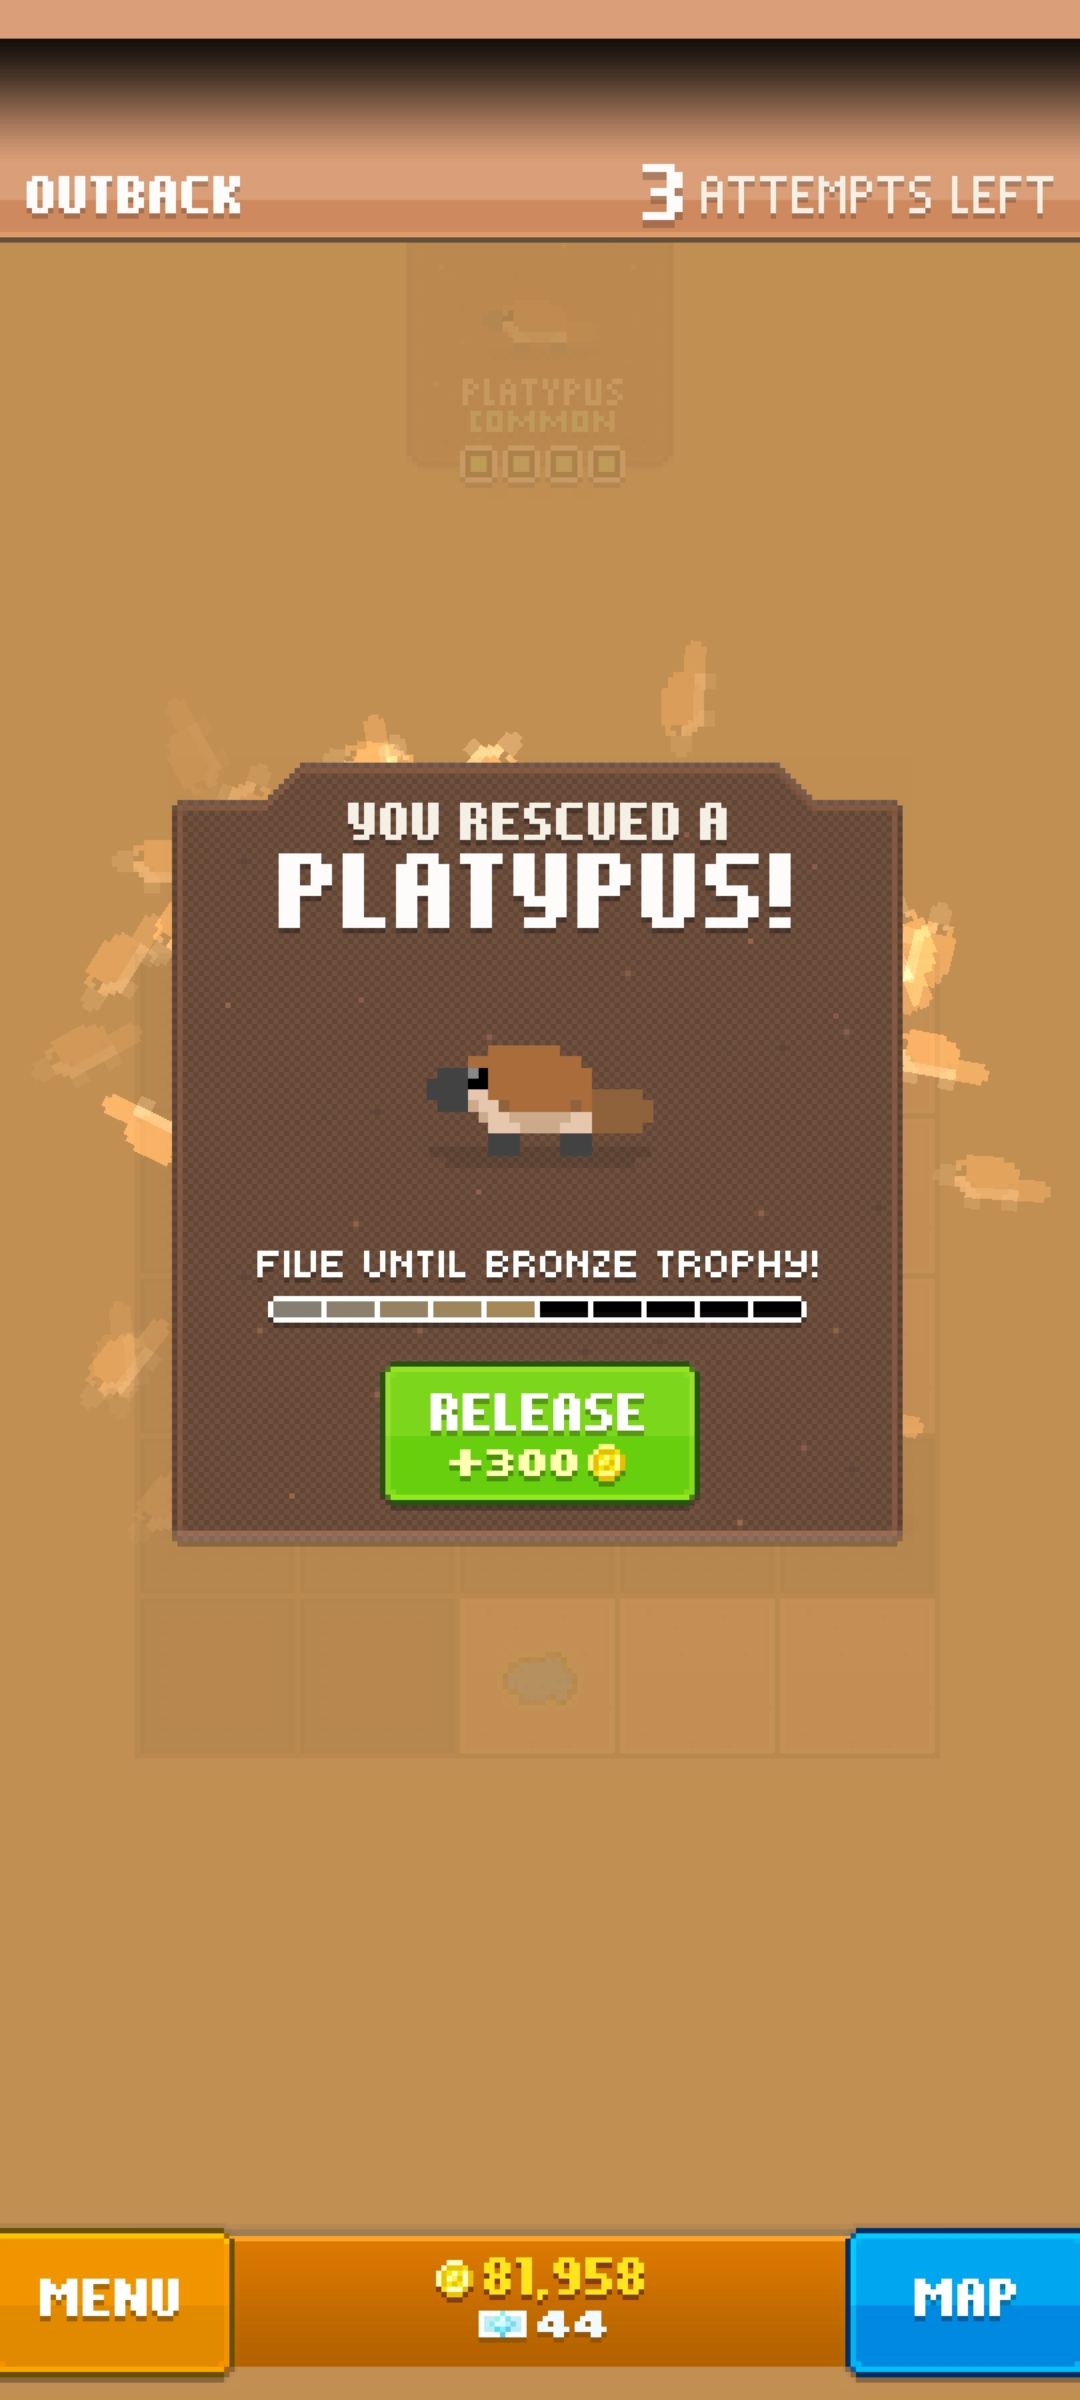 OUTBACK
3 ATTEMPTS LEFT
PLATYPUS
COMMON
YOU RESCUED A
PLATYPUS!
FIVE UNTIL BRONZE TROPHY!
RELEASE
+300
MENU
81,958
44
MAP